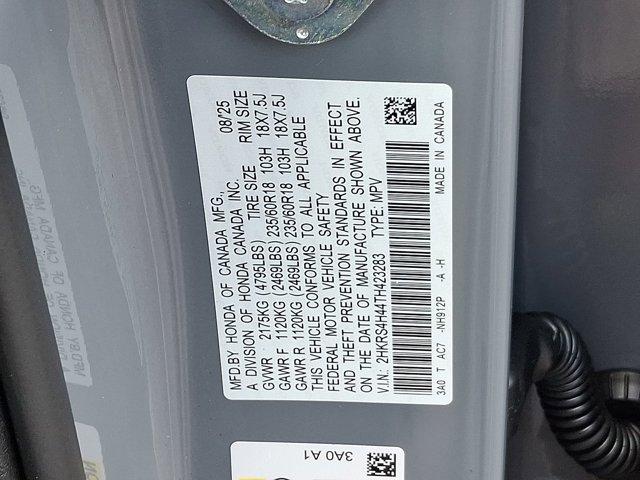 MFD.BY HONDA OF CANADA MFG., 08/25
A DIVISION OF HONDA CANADA INC.
TIRE SIZE RIM SIZE
GVWR 2175KG (4795LBS)
GAWR F 1120KG (2469LBS) 235/60R18 103H 18X7.5J
GAWR R 1120KG (2469LBS) 235/60R18 103H 18X7.5J
THIS VEHICLE CONFORMS TO ALL APPLICABLE
FEDERAL MOTOR VEHICLE SAFETY
AND THEFT PREVENTION STANDARDS IN EFFECT
ON THE DATE OF MANUFACTURE SHOWN ABOVE.
V.I.N.: 2HKRS4H44TH423283 TYPE: MPV
3A0 T AC7 -NH912P -A -H MADE IN CANADA
3A0 A1